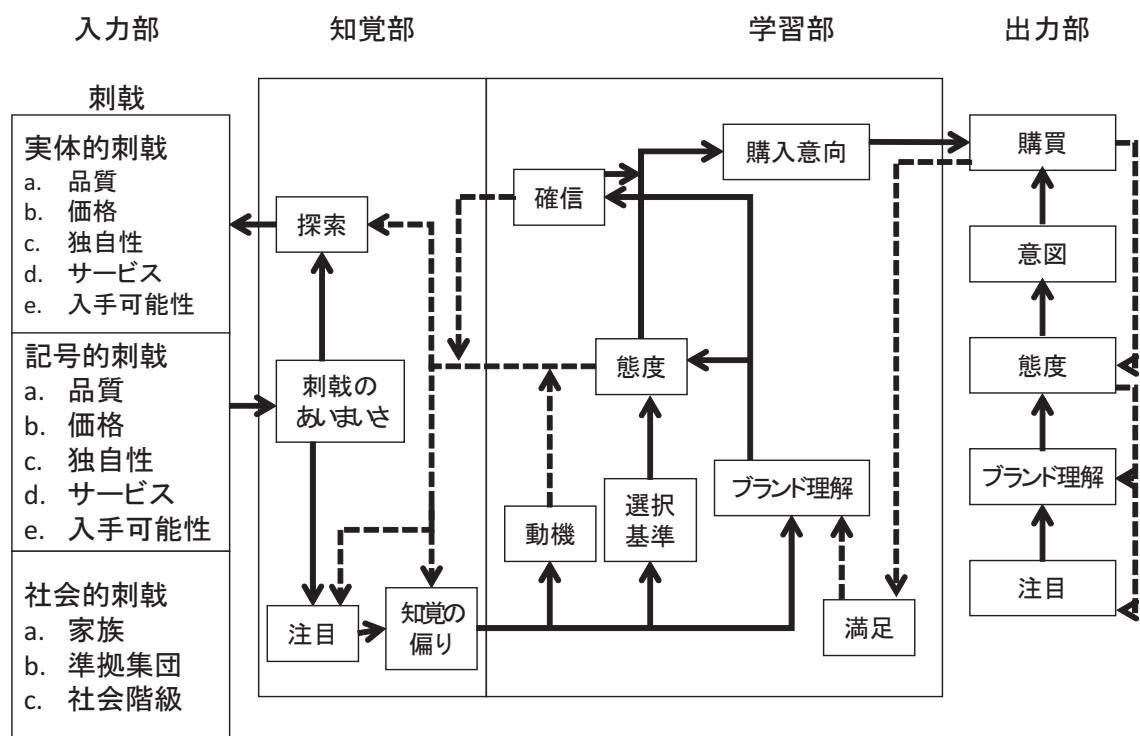 入力部
知覚部
学習部
出力部
刺戟
実体的刺戟
a. 品質
b. 価格
c. 独自性
d. サービス
e. 入手可能性
記号的刺戟
a. 品質
b. 価格
c. 独自性
d. サービス
e. 入手可能性
社会的刺戟
a. 家族
b. 準拠集団
c. 社会階級
探索
刺戟の
あいまいさ
注目
知覚の
偏り
確信
購入意向
態度
動機
選択
基準
ブランド理解
満足
購買
意図
態度
ブランド理解
注目